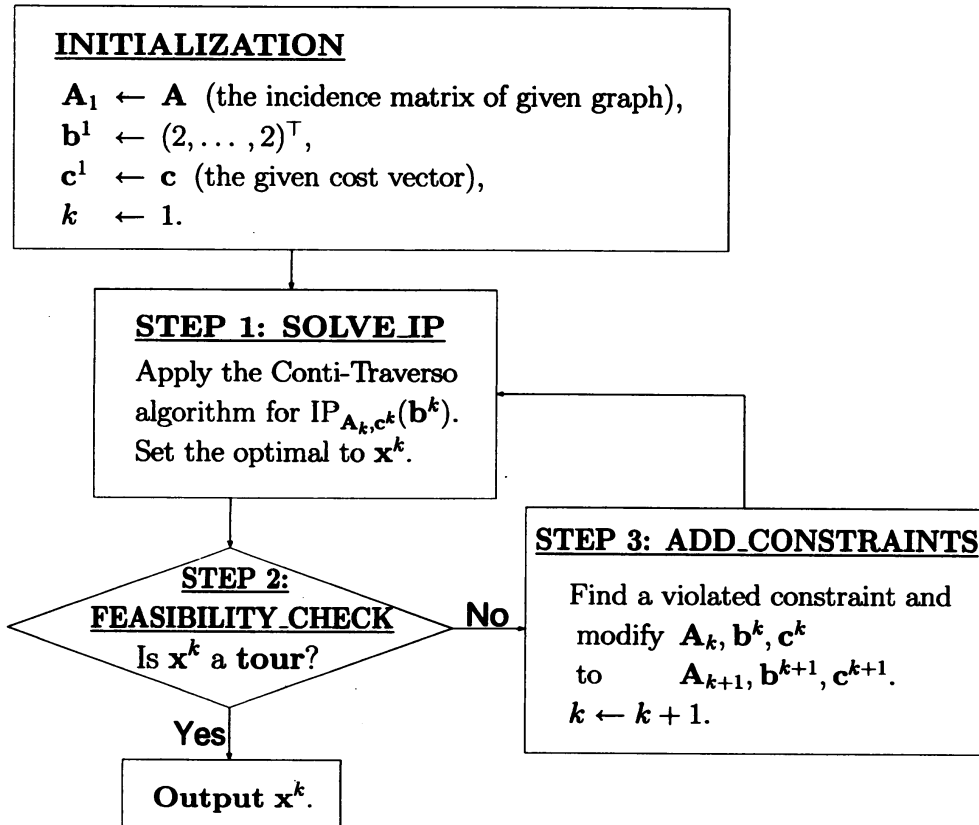 INITIALIZATION
A₁ ← A (the incidence matrix of given graph),
b¹ ← (2, . . . , 2)⊤,
c¹ ← c (the given cost vector),
k ← 1.
STEP 1: SOLVE_IP
Apply the Conti-Traverso
algorithm for IP_{A_k,c^k}(b^k).
Set the optimal to x^k.
STEP 2:
FEASIBILITY_CHECK
Is x^k a tour?
No
Yes
STEP 3: ADD_CONSTRAINTS
Find a violated constraint and
modify A_k, b^k, c^k
to A_{k+1}, b^{k+1}, c^{k+1}.
k ← k + 1.
Output x^k.